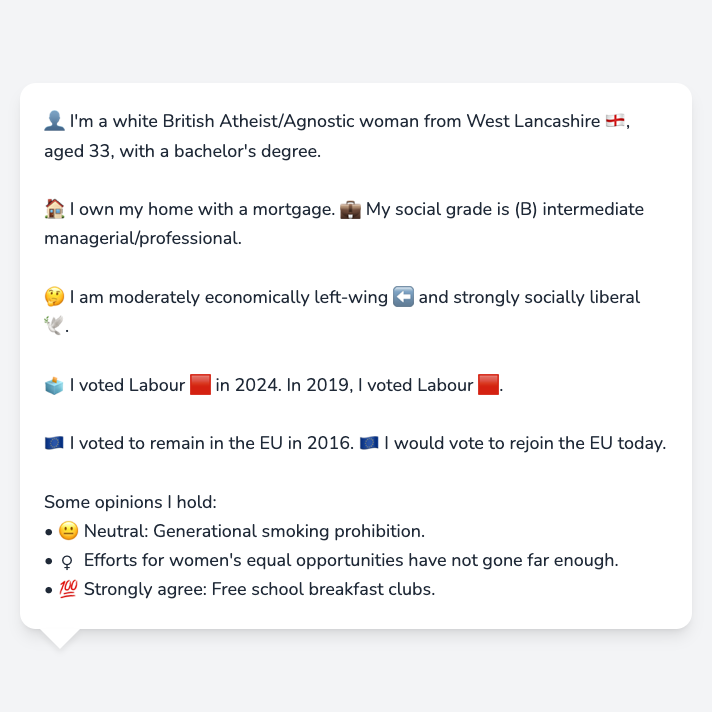 👤 I'm a white British Atheist/Agnostic woman from West Lancashire 🏴󠁧󠁢󠁥󠁮󠁧󠁿,
aged 33, with a bachelor's degree.
🏠 I own my home with a mortgage. 💼 My social grade is (B) intermediate
managerial/professional.
🤔 I am moderately economically left-wing ⬅️ and strongly socially liberal
🕊️.
🗳️ I voted Labour 🟥 in 2024. In 2019, I voted Labour 🟥.
🇪🇺 I voted to remain in the EU in 2016. 🇪🇺 I would vote to rejoin the EU today.
Some opinions I hold:
• 😐 Neutral: Generational smoking prohibition.
• ♀ Efforts for women's equal opportunities have not gone far enough.
• 💯 Strongly agree: Free school breakfast clubs.